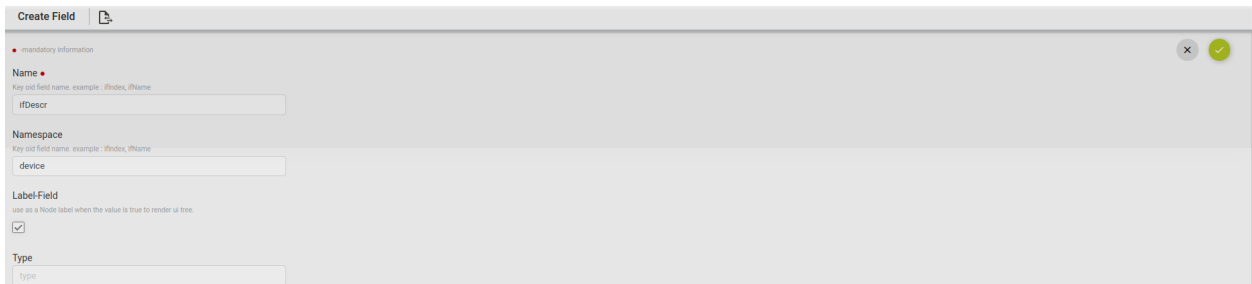 Create Field
-mandatory information
Name
Key oid field name. example : ifIndex, ifName
ifDescr
Namespace
Key oid field name. example : ifIndex, ifName
device
Label-Field
use as a Node label when the value is true to render ui tree.
Type
type